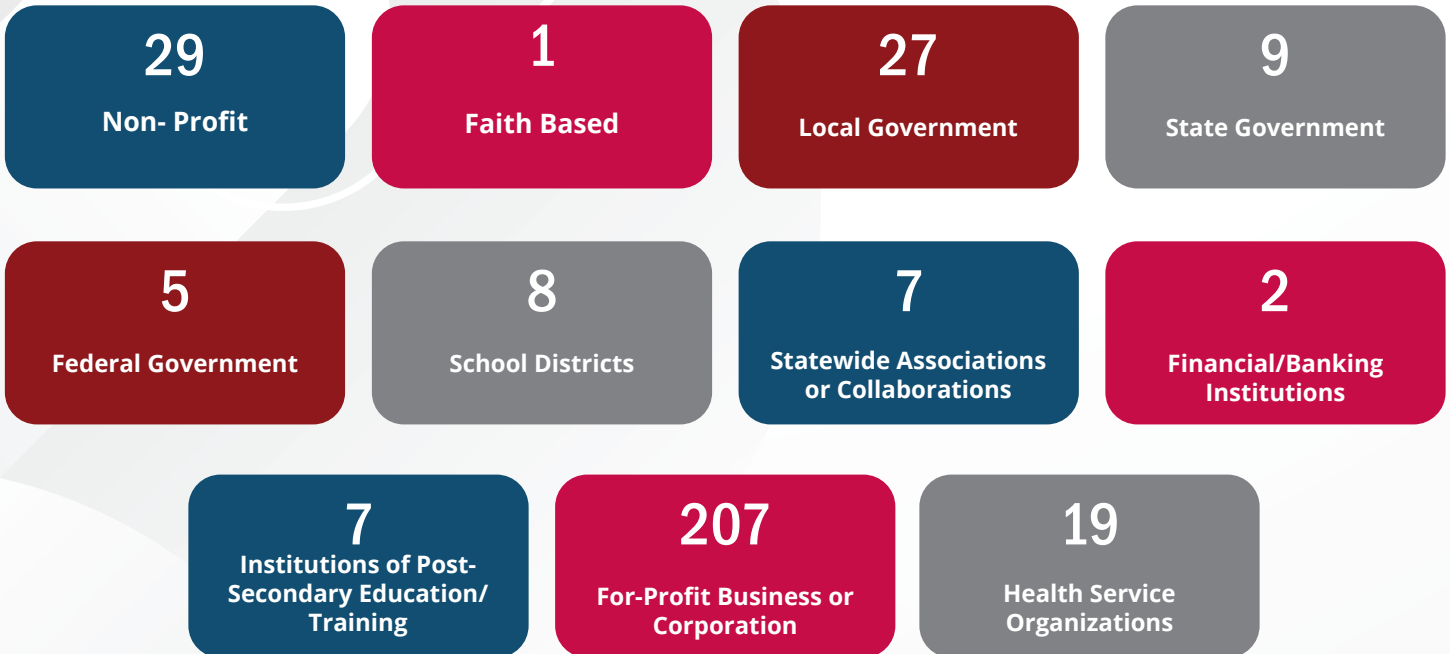 29
Non- Profit
1
Faith Based
27
Local Government
9
State Government
5
Federal Government
8
School Districts
7
Statewide Associations
or Collaborations
2
Financial/Banking
Institutions
7
Institutions of Post-
Secondary Education/
Training
207
For-Profit Business or
Corporation
19
Health Service
Organizations